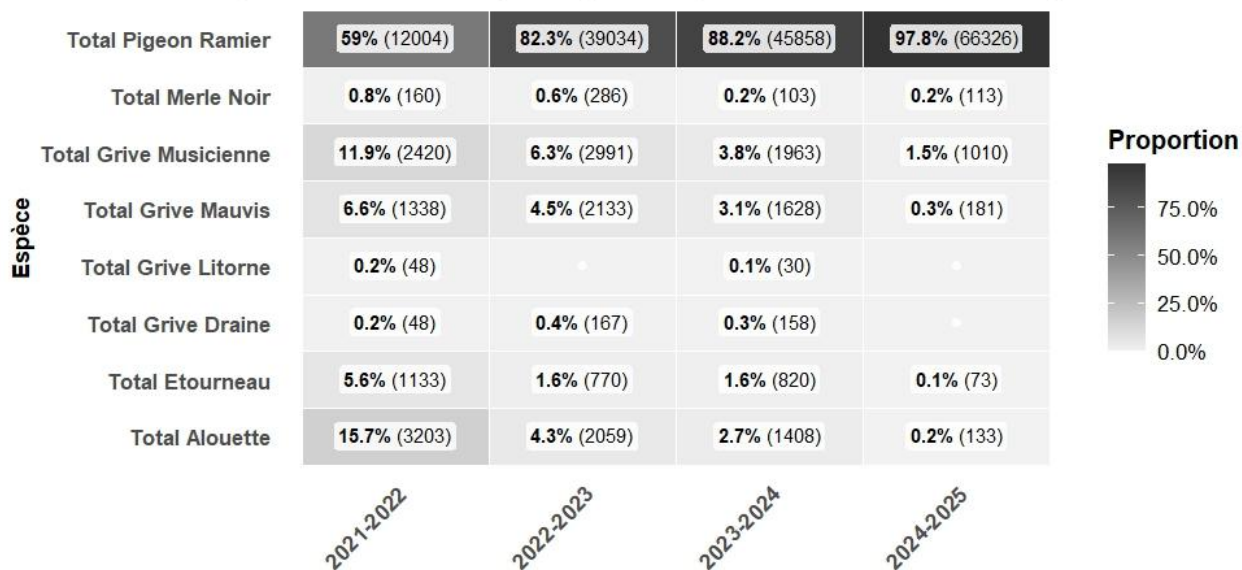 Total Pigeon Ramier 59% (12004) 82.3% (39034) 88.2% (45858) 97.8% (66326)
Total Merle Noir 0.8% (160) 0.6% (286) 0.2% (103) 0.2% (113)
Total Grive Musicienne 11.9% (2420) 6.3% (2991) 3.8% (1963) 1.5% (1010)
Total Grive Mauvis 6.6% (1338) 4.5% (2133) 3.1% (1628) 0.3% (181)
Total Grive Litorne 0.2% (48) 0.1% (30)
Total Grive Draine 0.2% (48) 0.4% (167) 0.3% (158)
Total Etourneau 5.6% (1133) 1.6% (770) 1.6% (820) 0.1% (73)
Total Alouette 15.7% (3203) 4.3% (2059) 2.7% (1408) 0.2% (133)
Espèce
2021-2022 2022-2023 2023-2024 2024-2025
Proportion
75.0%
50.0%
25.0%
0.0%